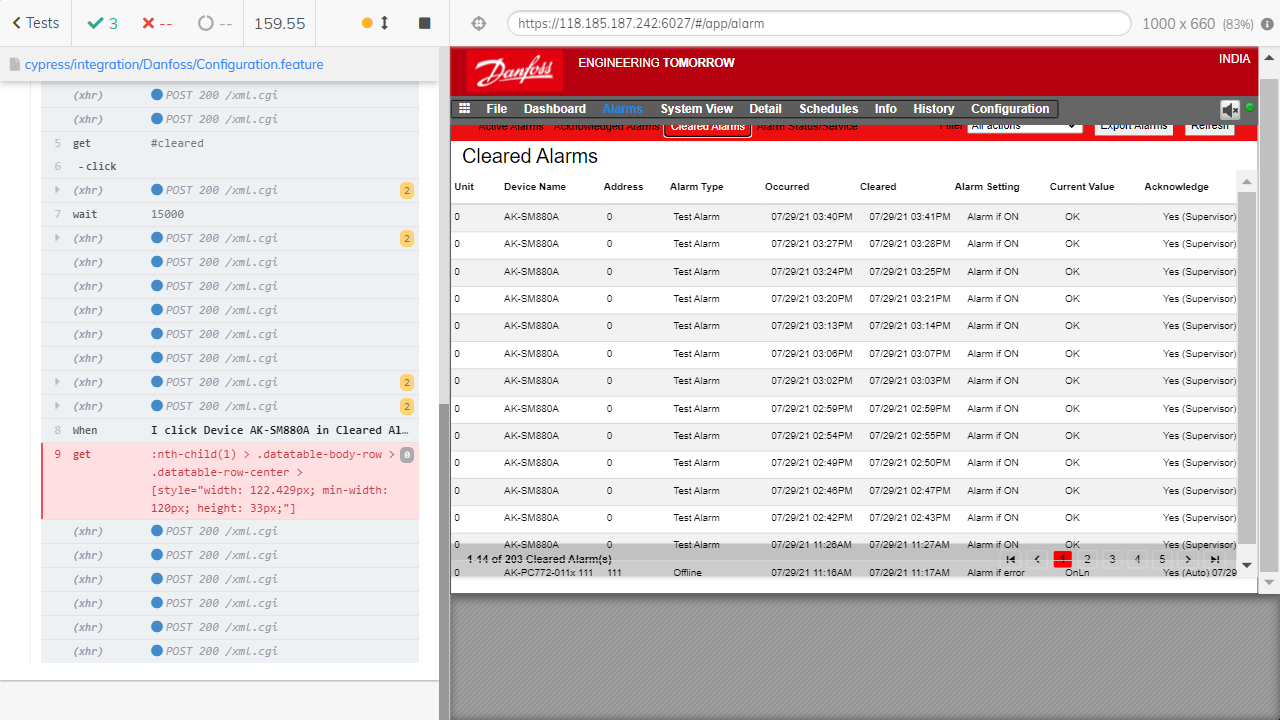 Tests
3
--
--
159.55
https://118.185.187.242:6027/#/app/alarm
1000 x 660 (83%)
cypress/integration/Danfoss/Configuration.feature
(xhr) POST 200 /xml.cgi
(xhr) POST 200 /xml.cgi
5 get #cleared
6 -click
(xhr) POST 200 /xml.cgi 2
7 wait 15000
(xhr) POST 200 /xml.cgi 2
(xhr) POST 200 /xml.cgi
(xhr) POST 200 /xml.cgi
(xhr) POST 200 /xml.cgi
(xhr) POST 200 /xml.cgi
(xhr) POST 200 /xml.cgi
(xhr) POST 200 /xml.cgi 2
(xhr) POST 200 /xml.cgi 2
8 When I click Device AK-SM880A in Cleared Al…
9 get :nth-child(1) > .datatable-body-row > 0
.datatable-row-center >
[style="width: 122.429px; min-width:
120px; height: 33px;"]
(xhr) POST 200 /xml.cgi
(xhr) POST 200 /xml.cgi
(xhr) POST 200 /xml.cgi
(xhr) POST 200 /xml.cgi
(xhr) POST 200 /xml.cgi
(xhr) POST 200 /xml.cgi
Danfoss
ENGINEERING TOMORROW
INDIA
File Dashboard Alarms System View Detail Schedules Info History Configuration
Active Alarms Acknowledged Alarms Cleared Alarms Alarm Status/Service Filter All actions Export Alarms Refresh
Cleared Alarms
Unit Device Name Address Alarm Type Occurred Cleared Alarm Setting Current Value Acknowledge
0 AK-SM880A 0 Test Alarm 07/29/21 03:40PM 07/29/21 03:41PM Alarm if ON OK Yes (Supervisor)
0 AK-SM880A 0 Test Alarm 07/29/21 03:27PM 07/29/21 03:28PM Alarm if ON OK Yes (Supervisor)
0 AK-SM880A 0 Test Alarm 07/29/21 03:24PM 07/29/21 03:25PM Alarm if ON OK Yes (Supervisor)
0 AK-SM880A 0 Test Alarm 07/29/21 03:20PM 07/29/21 03:21PM Alarm if ON OK Yes (Supervisor)
0 AK-SM880A 0 Test Alarm 07/29/21 03:13PM 07/29/21 03:14PM Alarm if ON OK Yes (Supervisor)
0 AK-SM880A 0 Test Alarm 07/29/21 03:06PM 07/29/21 03:07PM Alarm if ON OK Yes (Supervisor)
0 AK-SM880A 0 Test Alarm 07/29/21 03:02PM 07/29/21 03:03PM Alarm if ON OK Yes (Supervisor)
0 AK-SM880A 0 Test Alarm 07/29/21 02:59PM 07/29/21 02:59PM Alarm if ON OK Yes (Supervisor)
0 AK-SM880A 0 Test Alarm 07/29/21 02:54PM 07/29/21 02:55PM Alarm if ON OK Yes (Supervisor)
0 AK-SM880A 0 Test Alarm 07/29/21 02:49PM 07/29/21 02:50PM Alarm if ON OK Yes (Supervisor)
0 AK-SM880A 0 Test Alarm 07/29/21 02:46PM 07/29/21 02:47PM Alarm if ON OK Yes (Supervisor)
0 AK-SM880A 0 Test Alarm 07/29/21 02:42PM 07/29/21 02:43PM Alarm if ON OK Yes (Supervisor)
0 AK-SM880A 0 Test Alarm 07/29/21 11:26AM 07/29/21 11:27AM Alarm if ON OK Yes (Supervisor)
1-14 of 203 Cleared Alarm(s) 1 2 3 4 5
0 AK-PC772-011x 111 111 Offline 07/29/21 11:16AM 07/29/21 11:17AM Alarm if error OnLn Yes (Auto) 07/29